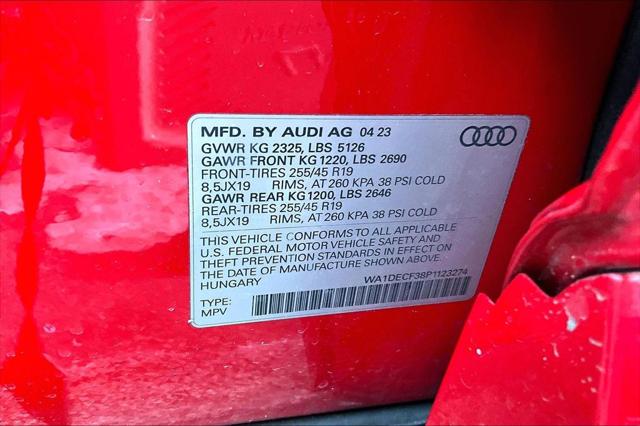 MFD. BY AUDI AG 04 23
GVWR KG 2325, LBS 5126
GAWR FRONT KG 1220, LBS 2690
FRONT-TIRES 255/45 R19
8,5JX19 RIMS, AT 260 KPA 38 PSI COLD
GAWR REAR KG 1200, LBS 2646
REAR-TIRES 255/45 R19
8,5JX19 RIMS, AT 260 KPA 38 PSI COLD
THIS VEHICLE CONFORMS TO ALL APPLICABLE
U.S. FEDERAL MOTOR VEHICLE SAFETY AND
THEFT PREVENTION STANDARDS IN EFFECT ON
THE DATE OF MANUFACTURE SHOWN ABOVE.
HUNGARY WA1DECF38P1123274
TYPE:
MPV